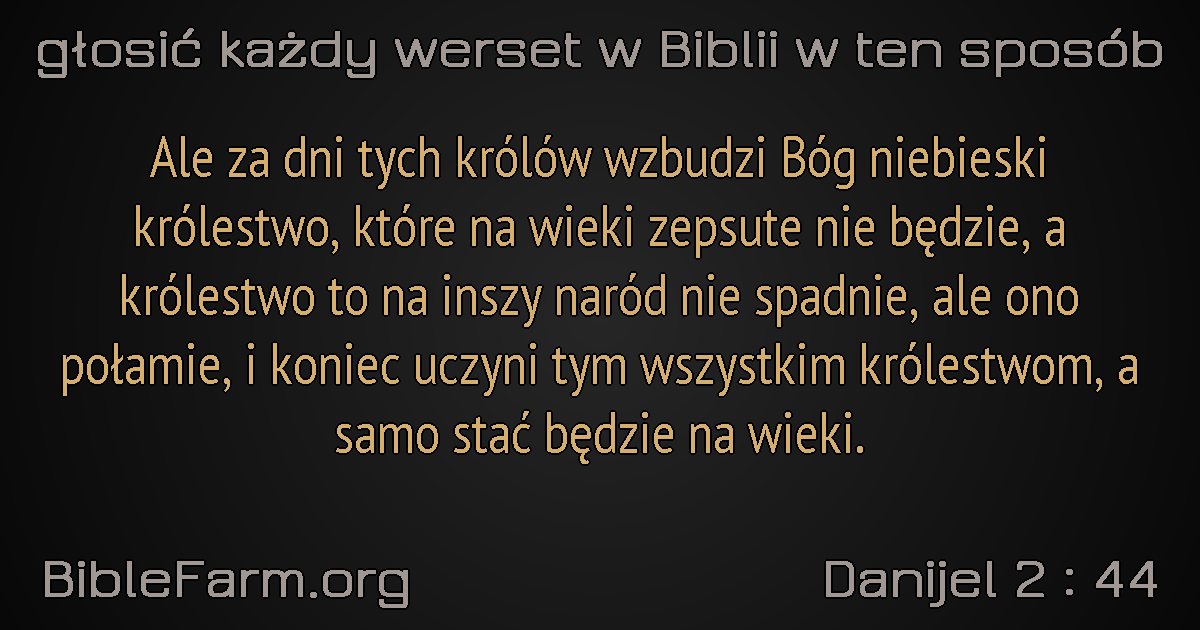 głosić każdy werset w Biblii w ten sposób
Ale za dni tych królów wzbudzi Bóg niebieski
królestwo, które na wieki zepsute nie będzie, a
królestwo to na inszy naród nie spadnie, ale ono
połamie, i koniec uczyni tym wszystkim królestwom, a
samo stać będzie na wieki.
BibleFarm.org
Danijel 2 : 44